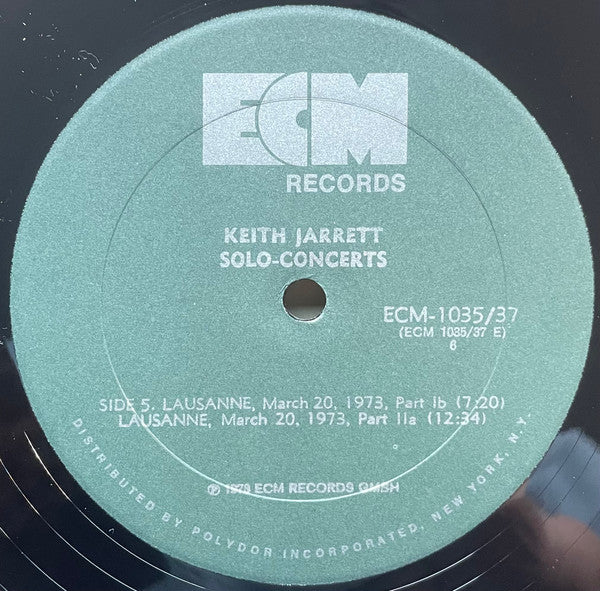 ECM
RECORDS
KEITH JARRETT
SOLO-CONCERTS
ECM-1035/37
(ECM 1035/37 E)
6
SIDE 5. LAUSANNE, March 20, 1973, Part Ib (7:20)
LAUSANNE, March 20, 1973, Part IIa (12:34)
℗ 1973 ECM RECORDS GMBH
DISTRIBUTED BY POLYDOR INCORPORATED, NEW YORK, N.Y.